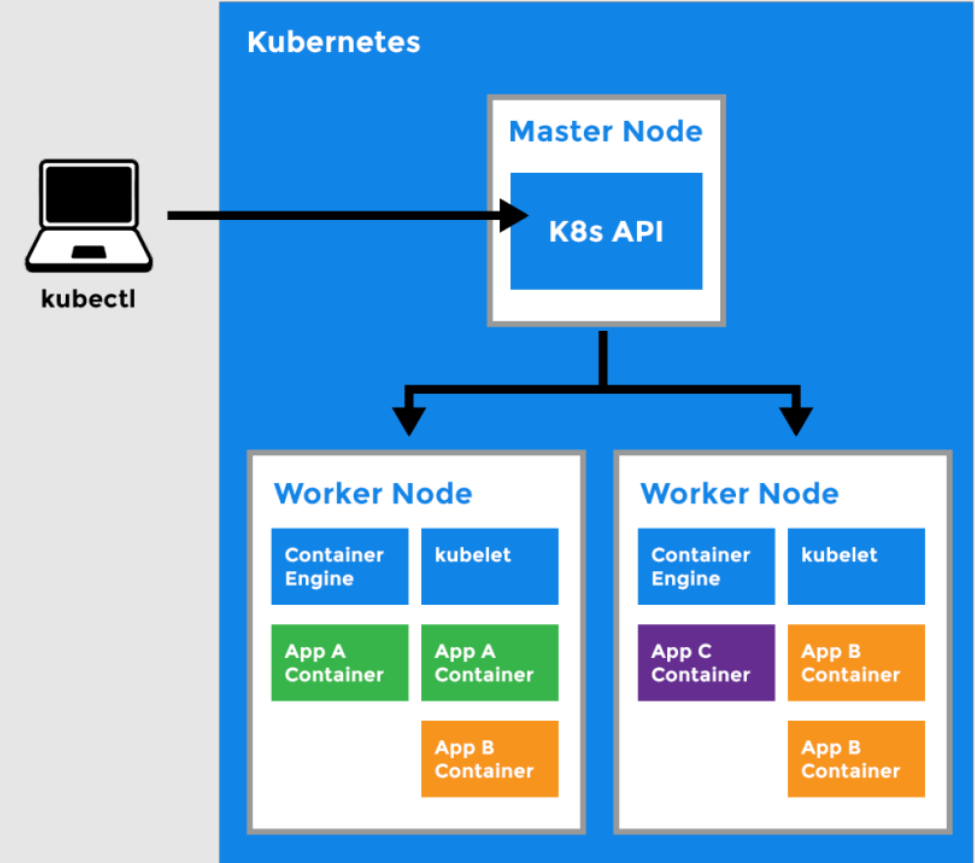 Kubernetes
Master Node
K8s API
kubectl
Worker Node
Container
Engine
kubelet
App A
Container
App A
Container
App B
Container
Worker Node
Container
Engine
kubelet
App C
Container
App B
Container
App B
Container